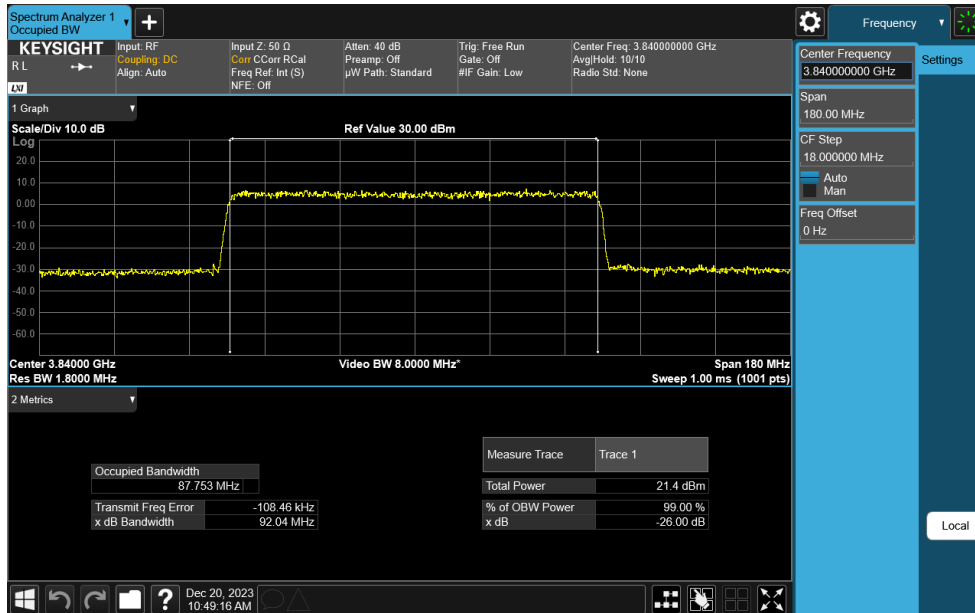 Spectrum Analyzer 1
Occupied BW
Frequency
KEYSIGHT
R L
LXI
Input: RF
Coupling: DC
Align: Auto
Input Z: 50 Ω
Corr CCorr RCal
Freq Ref: Int (S)
NFE: Off
Atten: 40 dB
Preamp: Off
µW Path: Standard
Trig: Free Run
Gate: Off
#IF Gain: Low
Center Freq: 3.840000000 GHz
Avg|Hold: 10/10
Radio Std: None
1 Graph
Scale/Div 10.0 dB
Ref Value 30.00 dBm
Log
20.0
10.0
0.00
-10.0
-20.0
-30.0
-40.0
-50.0
-60.0
Center 3.84000 GHz
Video BW 8.0000 MHz*
Span 180 MHz
Res BW 1.8000 MHz
Sweep 1.00 ms (1001 pts)
2 Metrics
Occupied Bandwidth
87.753 MHz
Transmit Freq Error -108.46 kHz
x dB Bandwidth 92.04 MHz
Measure Trace Trace 1
Total Power 21.4 dBm
% of OBW Power 99.00 %
x dB -26.00 dB
Center Frequency
3.840000000 GHz
Span
180.00 MHz
CF Step
18.000000 MHz
Auto
Man
Freq Offset
0 Hz
Settings
Local
?
Dec 20, 2023
10:49:16 AM